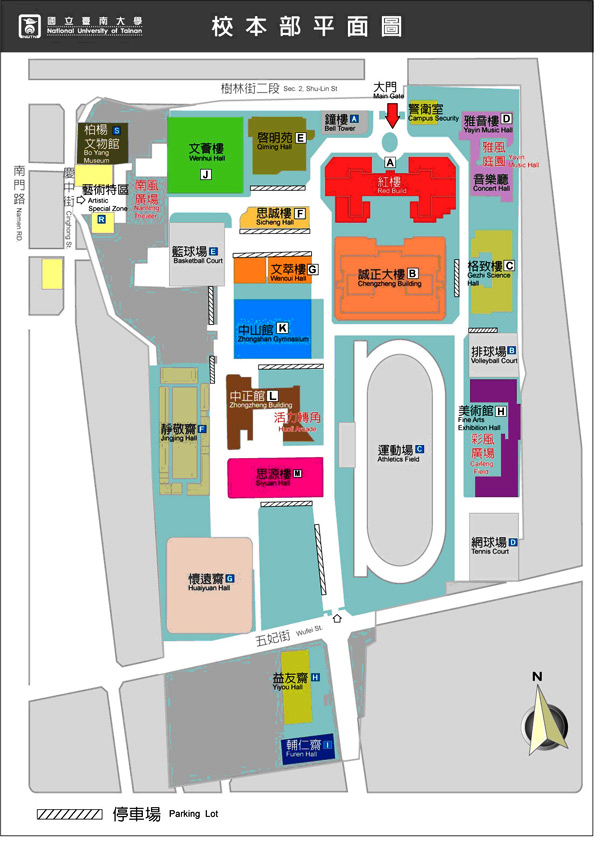 國立臺南大學
National University of Tainan
校本部平面圖
樹林街二段 Sec. 2, Shu-Lin St
大門
Main Gate
警衛室
Campus Security
鐘樓 A
Bell Tower
雅音樓 D
Yayin Music Hall
雅風
庭園 Yayin
Music Hall
音樂廳
Concert Hall
柏楊 S
文物館
Bo Yang
Museum
文薈樓
Wenhui Hall
J
啓明苑 E
Qiming Hall
A
紅樓
Red Build
南門路
Namen RD.
慶中街
Cinghong St.
藝術特區
Artistic
Special Zone
R
南風
廣場
Nanfeng
Theater
思誠樓 F
Sicheng Hall
籃球場 E
Basketball Court
文萃樓 G
Wencui Hall
誠正大樓 B
Chengzheng Building
格致樓 C
Gezhi Science
Hall
中山館 K
Zhongshan Gymnasium
排球場 B
Volleyball Court
中正館 L
Zhongzheng Building
活力轉角
Huoli Arcade
靜敬齋 F
Jingjing Hall
運動場 C
Athletics Field
美術館 H
Fine Arts
Exhibition Hall
彩風
廣場
Caifeng
Field
思源樓 M
Siyuan Hall
網球場 D
Tennis Court
懷遠齋 G
Huaiyuan Hall
五妃街 Wufei St.
益友齋 H
Yiyou Hall
輔仁齋 I
Furen Hall
N
停車場 Parking Lot